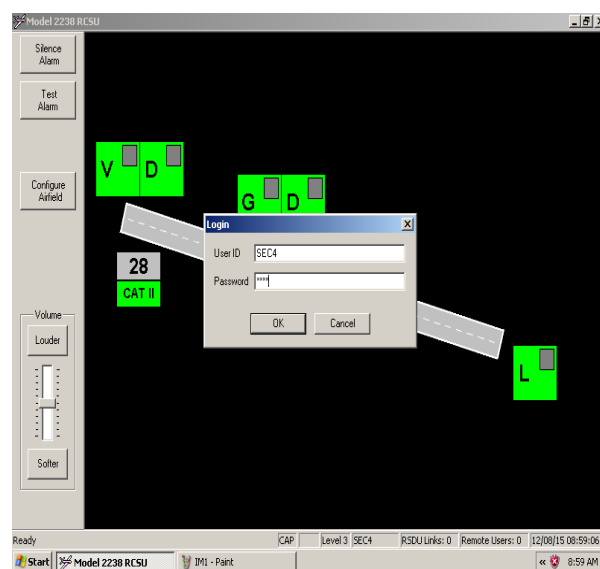 Model 2238 RCSU
Silence
Alarm
Test
Alarm
Configure
Airfield
V D
G D
28
CAT II
L
Login
User ID SEC4
Password ****
OK Cancel
Volume
Louder
Softer
Ready CAP Level 3 SEC4 RSDU Links: 0 Remote Users: 0 12/08/15 08:59:06
Start Model 2238 RCSU IM1 - Paint « 8:59 AM